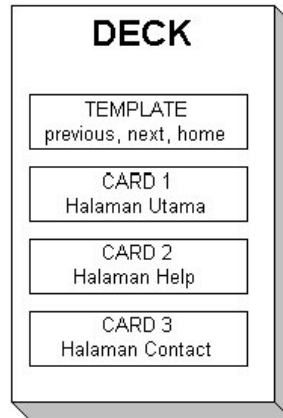 DECK
TEMPLATE
previous, next, home
CARD 1
Halaman Utama
CARD 2
Halaman Help
CARD 3
Halaman Contact